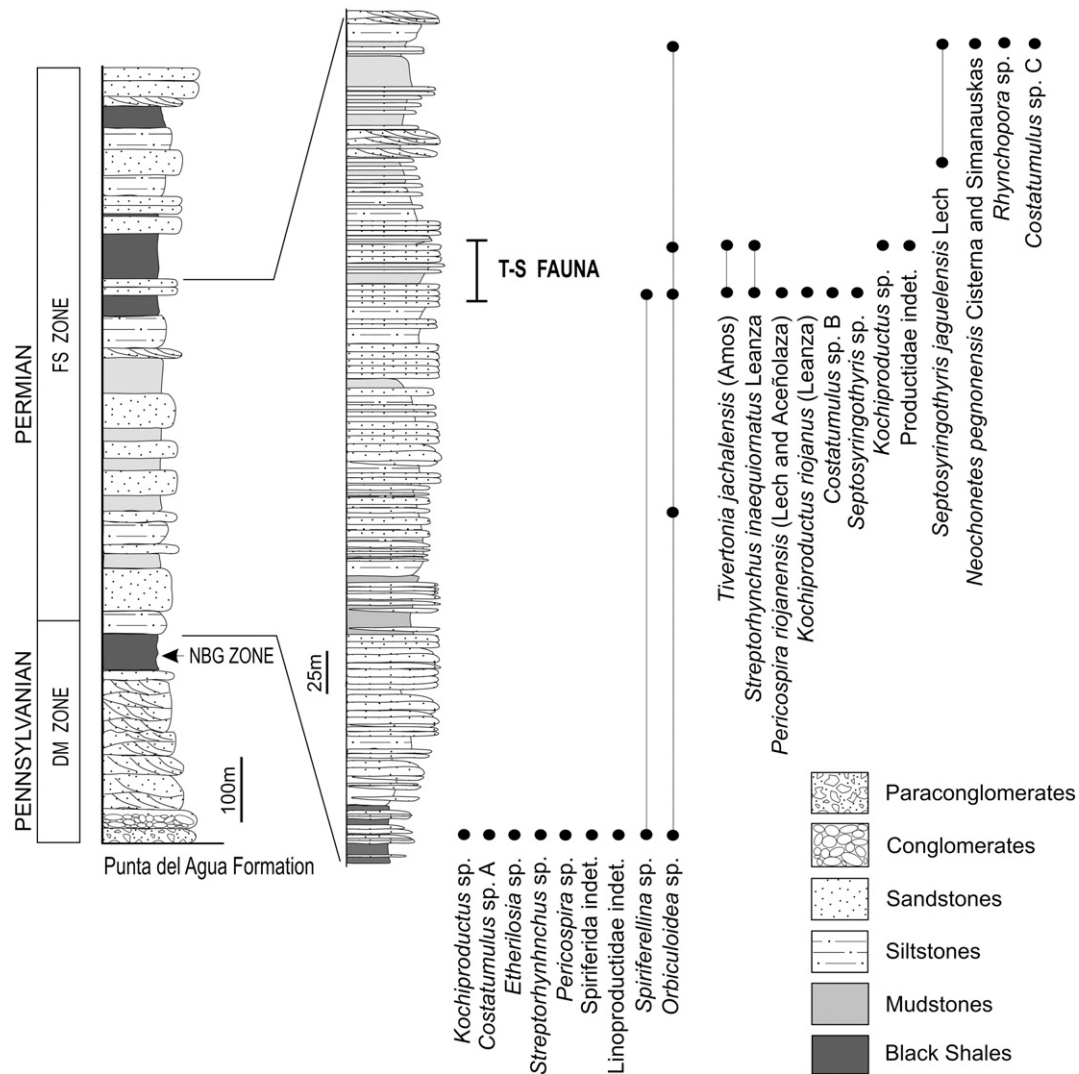 PERMIAN
FS ZONE
PENNSYLVANIAN
DM ZONE
NBG ZONE
100m
Punta del Agua Formation
25m
T-S FAUNA
Kochiproductus sp.
Costatumulus sp. A
Etherilosia sp.
Streptorhynhnchus sp.
Pericospira sp.
Spiriferida indet.
Linoproductidae indet.
Spiriferellina sp.
Orbiculoidea sp.
Tivertonia jachalensis (Amos)
Streptorhynchus inaequiornatus Leanza
Pericospira riojanensis (Lech and Aceñolaza)
Kochiproductus riojanus (Leanza)
Costatumulus sp. B
Septosyringothyris sp.
Kochiproductus sp.
Productidae indet.
Septosyringothyris jaguelensis Lech
Neochonetes pegnonensis Cisterna and Simanauskas
Rhynchopora sp.
Costatumulus sp. C
Paraconglomerates
Conglomerates
Sandstones
Siltstones
Mudstones
Black Shales